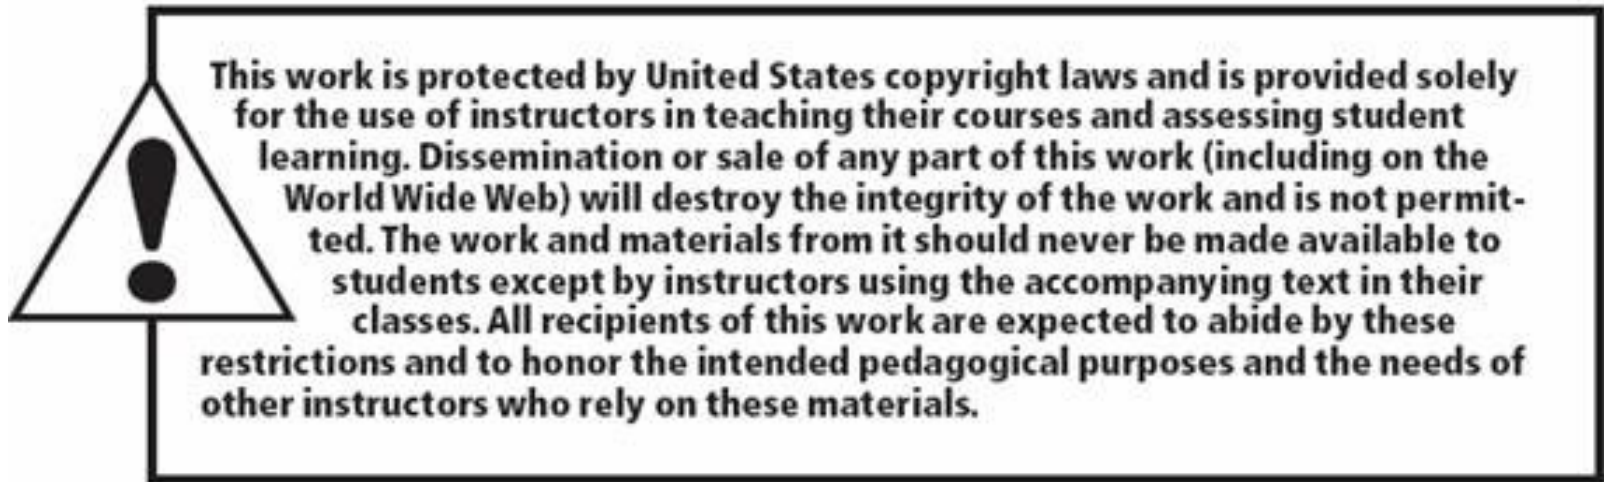 This work is protected by United States copyright laws and is provided solely
for the use of instructors in teaching their courses and assessing student
learning. Dissemination or sale of any part of this work (including on the
World Wide Web) will destroy the integrity of the work and is not permit-
ted. The work and materials from it should never be made available to
students except by instructors using the accompanying text in their
classes. All recipients of this work are expected to abide by these
restrictions and to honor the intended pedagogical purposes and the needs of
other instructors who rely on these materials.